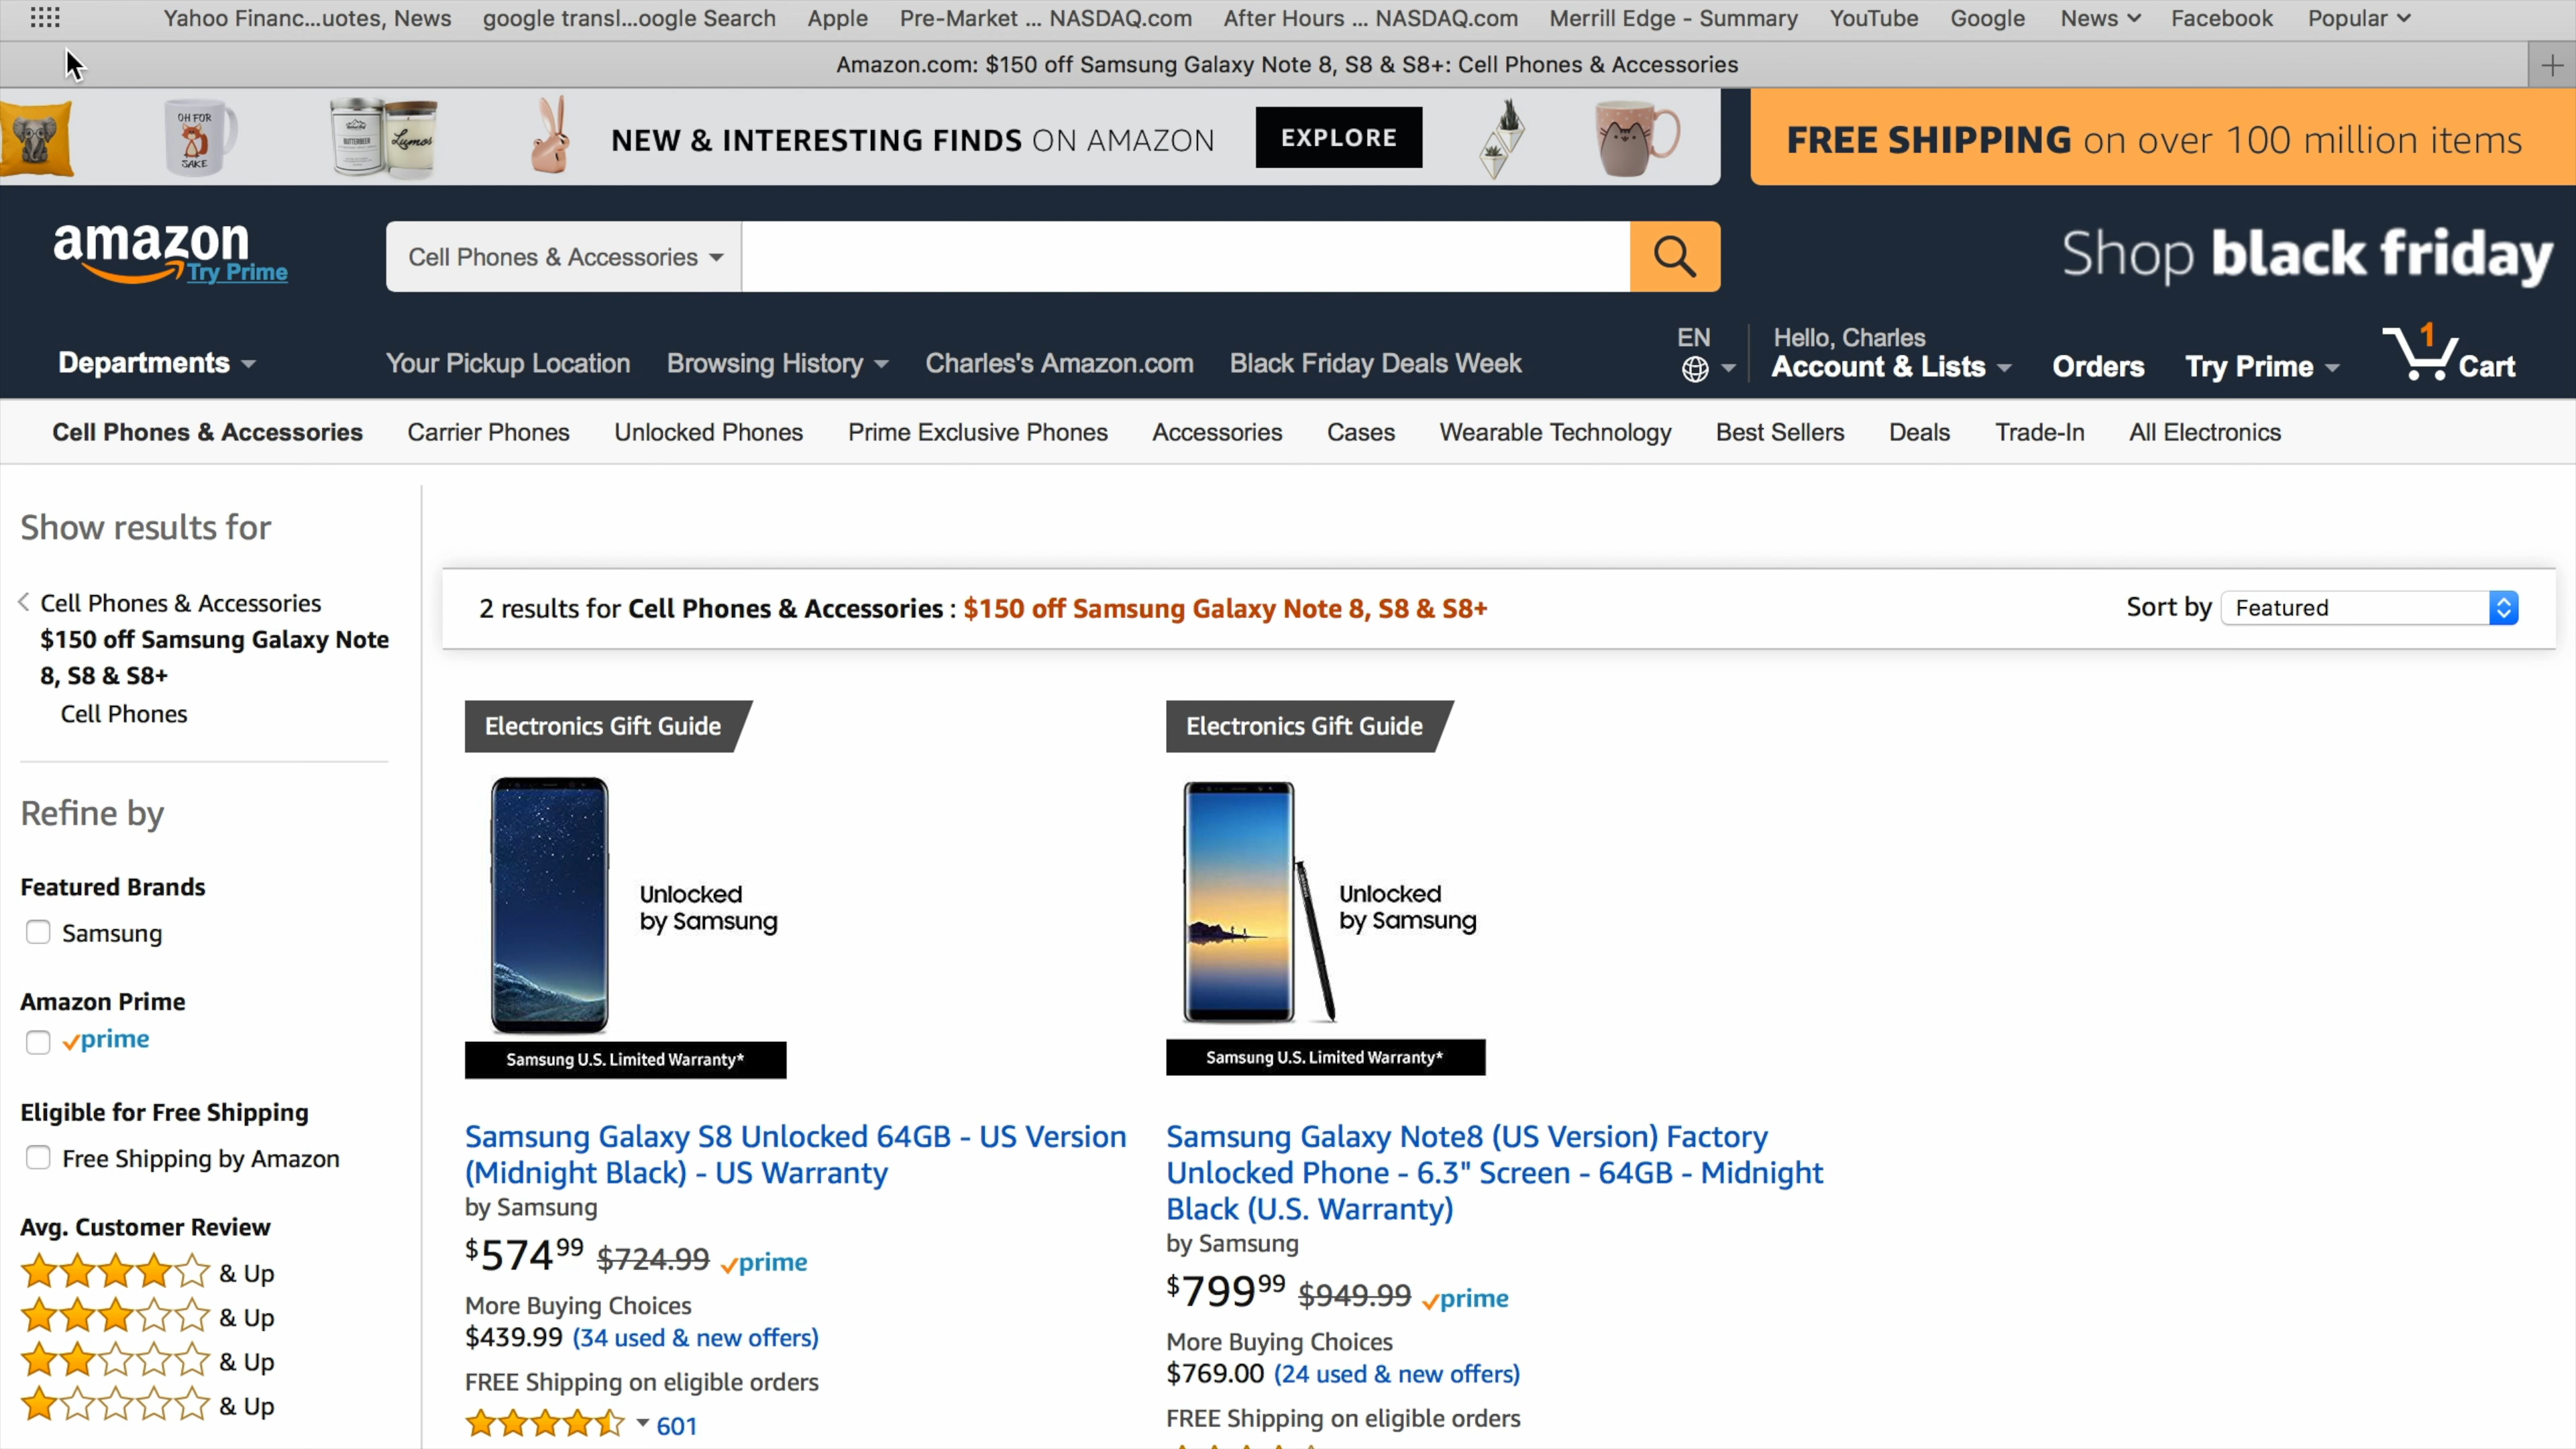 Yahoo Financ...uotes, News google transl...oogle Search Apple Pre-Market ... NASDAQ.com After Hours ... NASDAQ.com Merrill Edge - Summary YouTube Google News Facebook Popular
Amazon.com: $150 off Samsung Galaxy Note 8, S8 & S8+: Cell Phones & Accessories
OH FOR
SAKE
Lumos
NEW & INTERESTING FINDS ON AMAZON EXPLORE
FREE SHIPPING on over 100 million items
amazon
Try Prime
Cell Phones & Accessories
Shop black friday
Departments Your Pickup Location Browsing History Charles's Amazon.com Black Friday Deals Week
EN
Hello, Charles
Account & Lists Orders Try Prime 1 Cart
Cell Phones & Accessories Carrier Phones Unlocked Phones Prime Exclusive Phones Accessories Cases Wearable Technology Best Sellers Deals Trade-In All Electronics
Show results for
Cell Phones & Accessories
$150 off Samsung Galaxy Note
8, S8 & S8+
Cell Phones
Refine by
Featured Brands
Samsung
Amazon Prime
prime
Eligible for Free Shipping
Free Shipping by Amazon
Avg. Customer Review
& Up
& Up
& Up
& Up
2 results for Cell Phones & Accessories : $150 off Samsung Galaxy Note 8, S8 & S8+
Sort by Featured
Electronics Gift Guide
Unlocked
by Samsung
Samsung U.S. Limited Warranty*
Samsung Galaxy S8 Unlocked 64GB - US Version
(Midnight Black) - US Warranty
by Samsung
$574 99 $724.99 prime
More Buying Choices
$439.99 (34 used & new offers)
FREE Shipping on eligible orders
601
Electronics Gift Guide
Unlocked
by Samsung
Samsung U.S. Limited Warranty*
Samsung Galaxy Note8 (US Version) Factory
Unlocked Phone - 6.3" Screen - 64GB - Midnight
Black (U.S. Warranty)
by Samsung
$799 99 $949.99 prime
More Buying Choices
$769.00 (24 used & new offers)
FREE Shipping on eligible orders